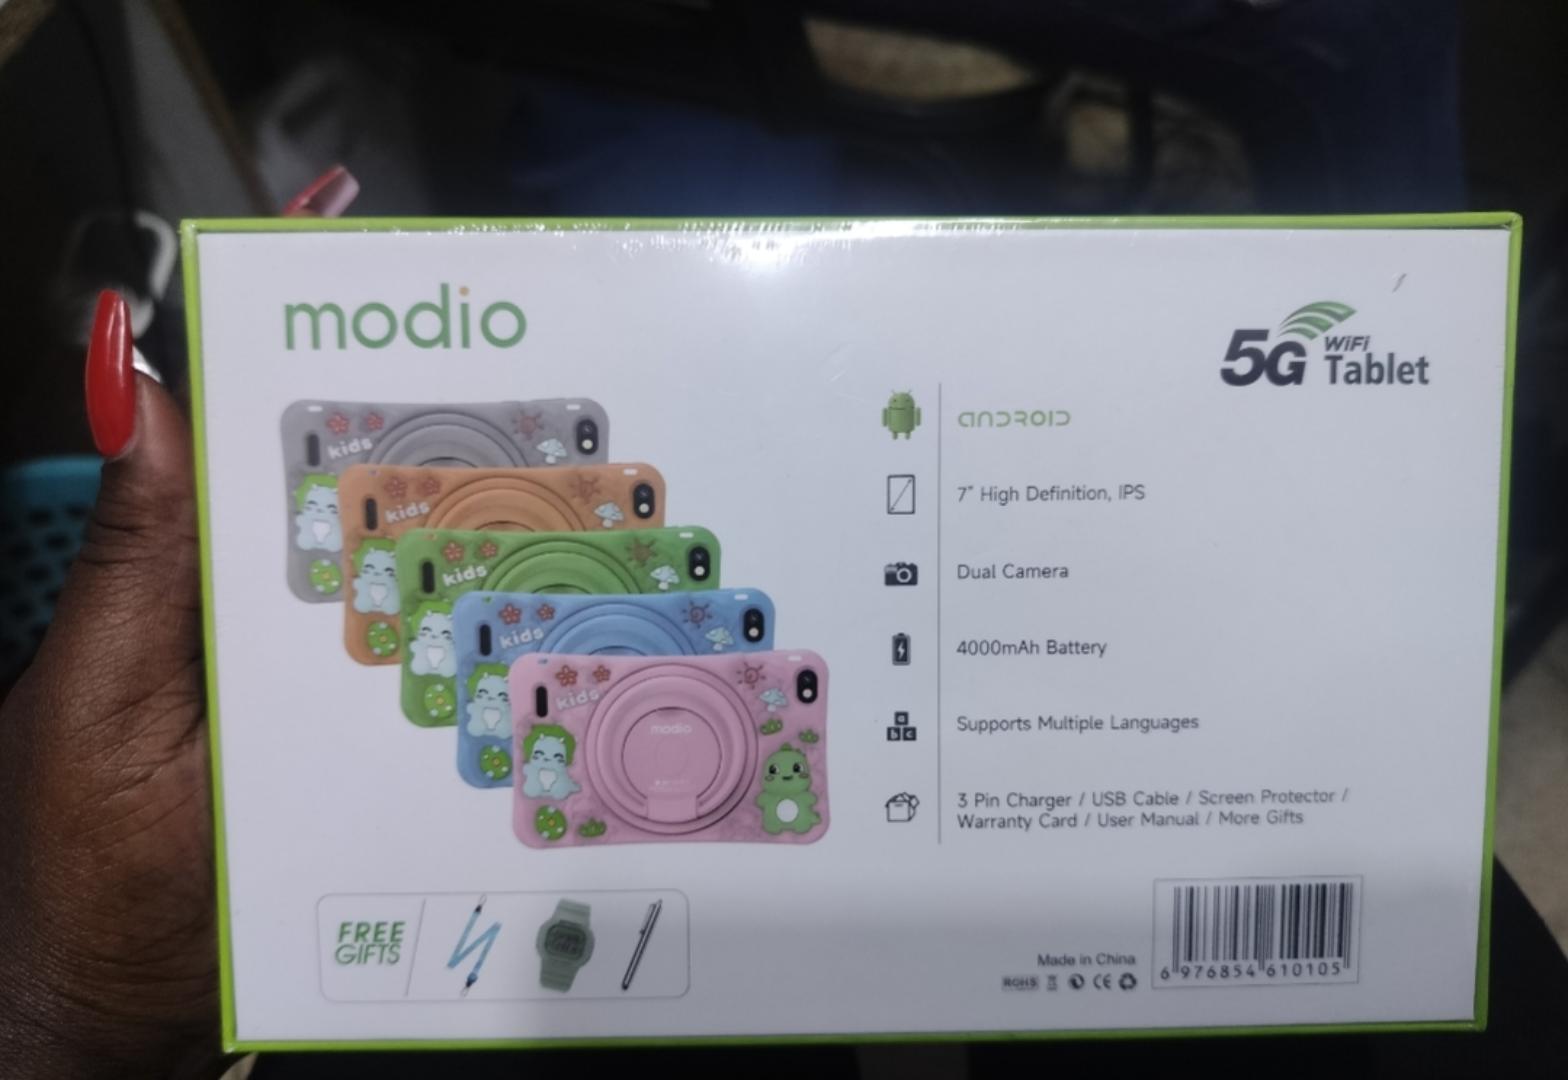 modio
5G WiFi Tablet
kids
kids
kids
kids
kids
modio
ANDROID
7" High Definition, IPS
Dual Camera
4000mAh Battery
Supports Multiple Languages
3 Pin Charger / USB Cable / Screen Protector /
Warranty Card / User Manual / More Gifts
FREE
GIFTS
Made in China
ROHS CE
6 976854 610105